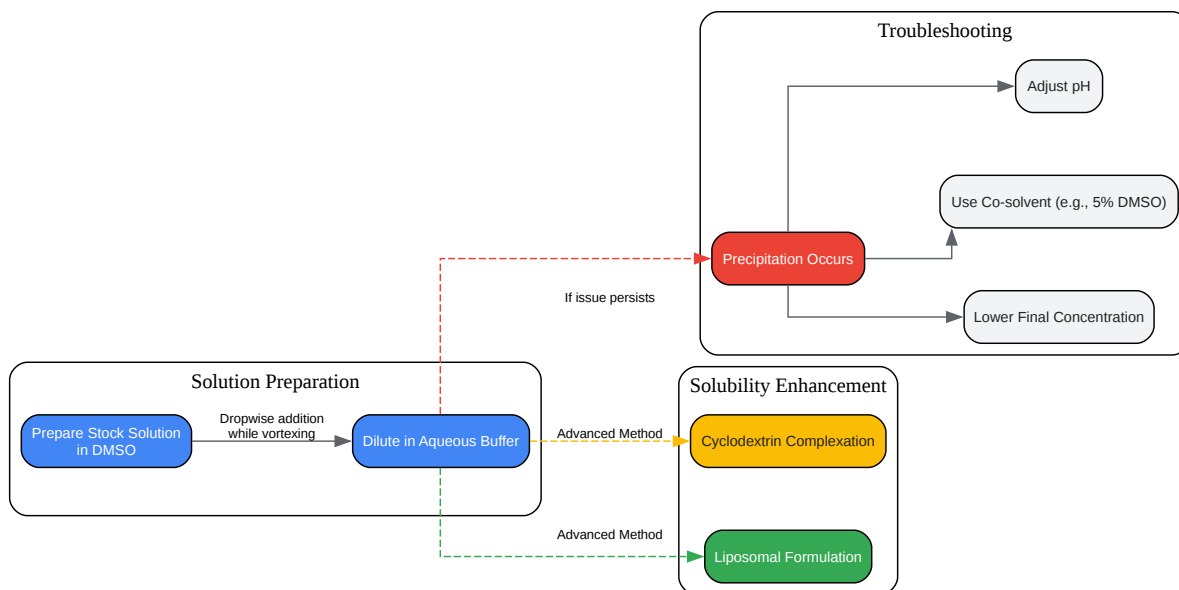 Troubleshooting
Adjust pH
Use Co-solvent (e.g., 5% DMSO)
Precipitation Occurs
If issue persists
Lower Final Concentration
Solution Preparation
Prepare Stock Solution
in DMSO
Dropwise addition
while vortexing
Dilute in Aqueous Buffer
Solubility Enhancement
Advanced Method
Cyclodextrin Complexation
Advanced Method
Liposomal Formulation